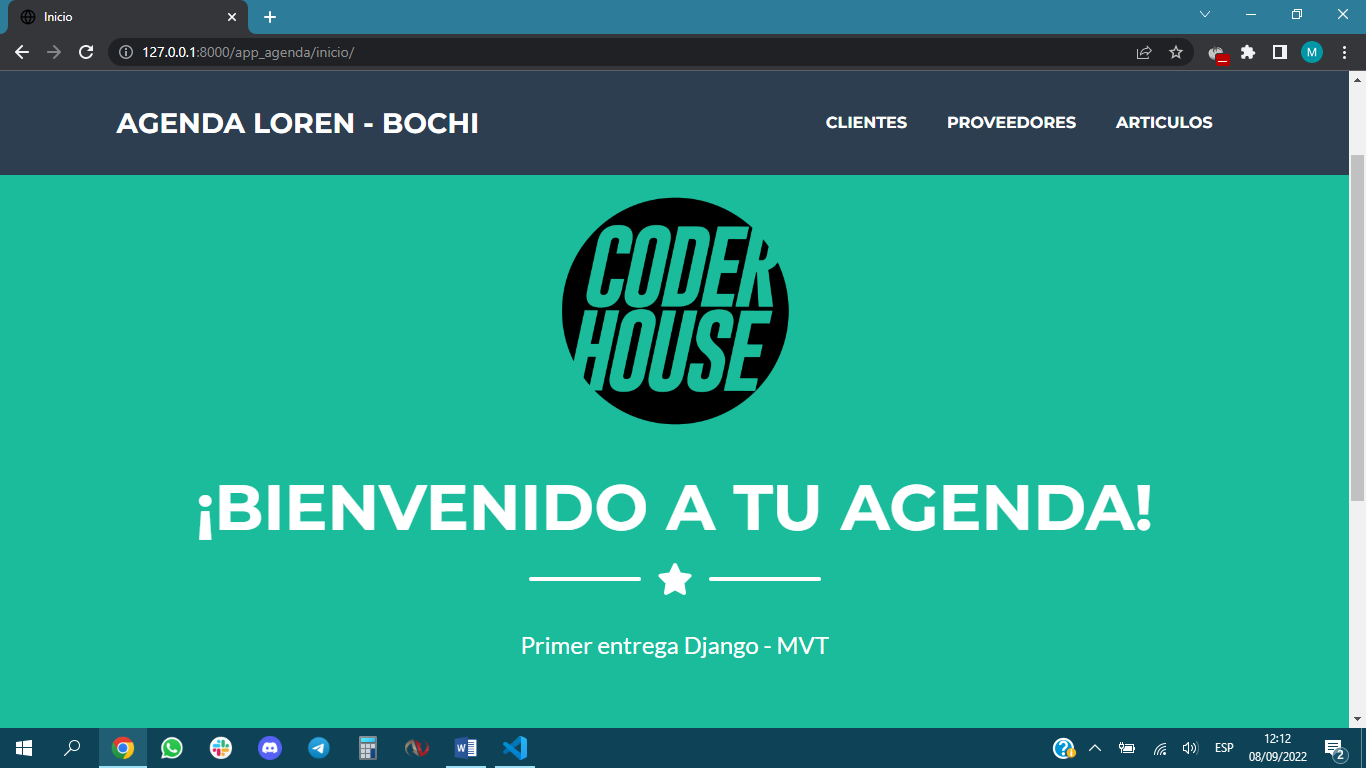 Inicio
127.0.0.1:8000/app_agenda/inicio/
M
AGENDA LOREN - BOCHI
CLIENTES
PROVEEDORES
ARTICULOS
CODER
HOUSE
¡BIENVENIDO A TU AGENDA!
Primer entrega Django - MVT
ESP
12:12
08/09/2022
2